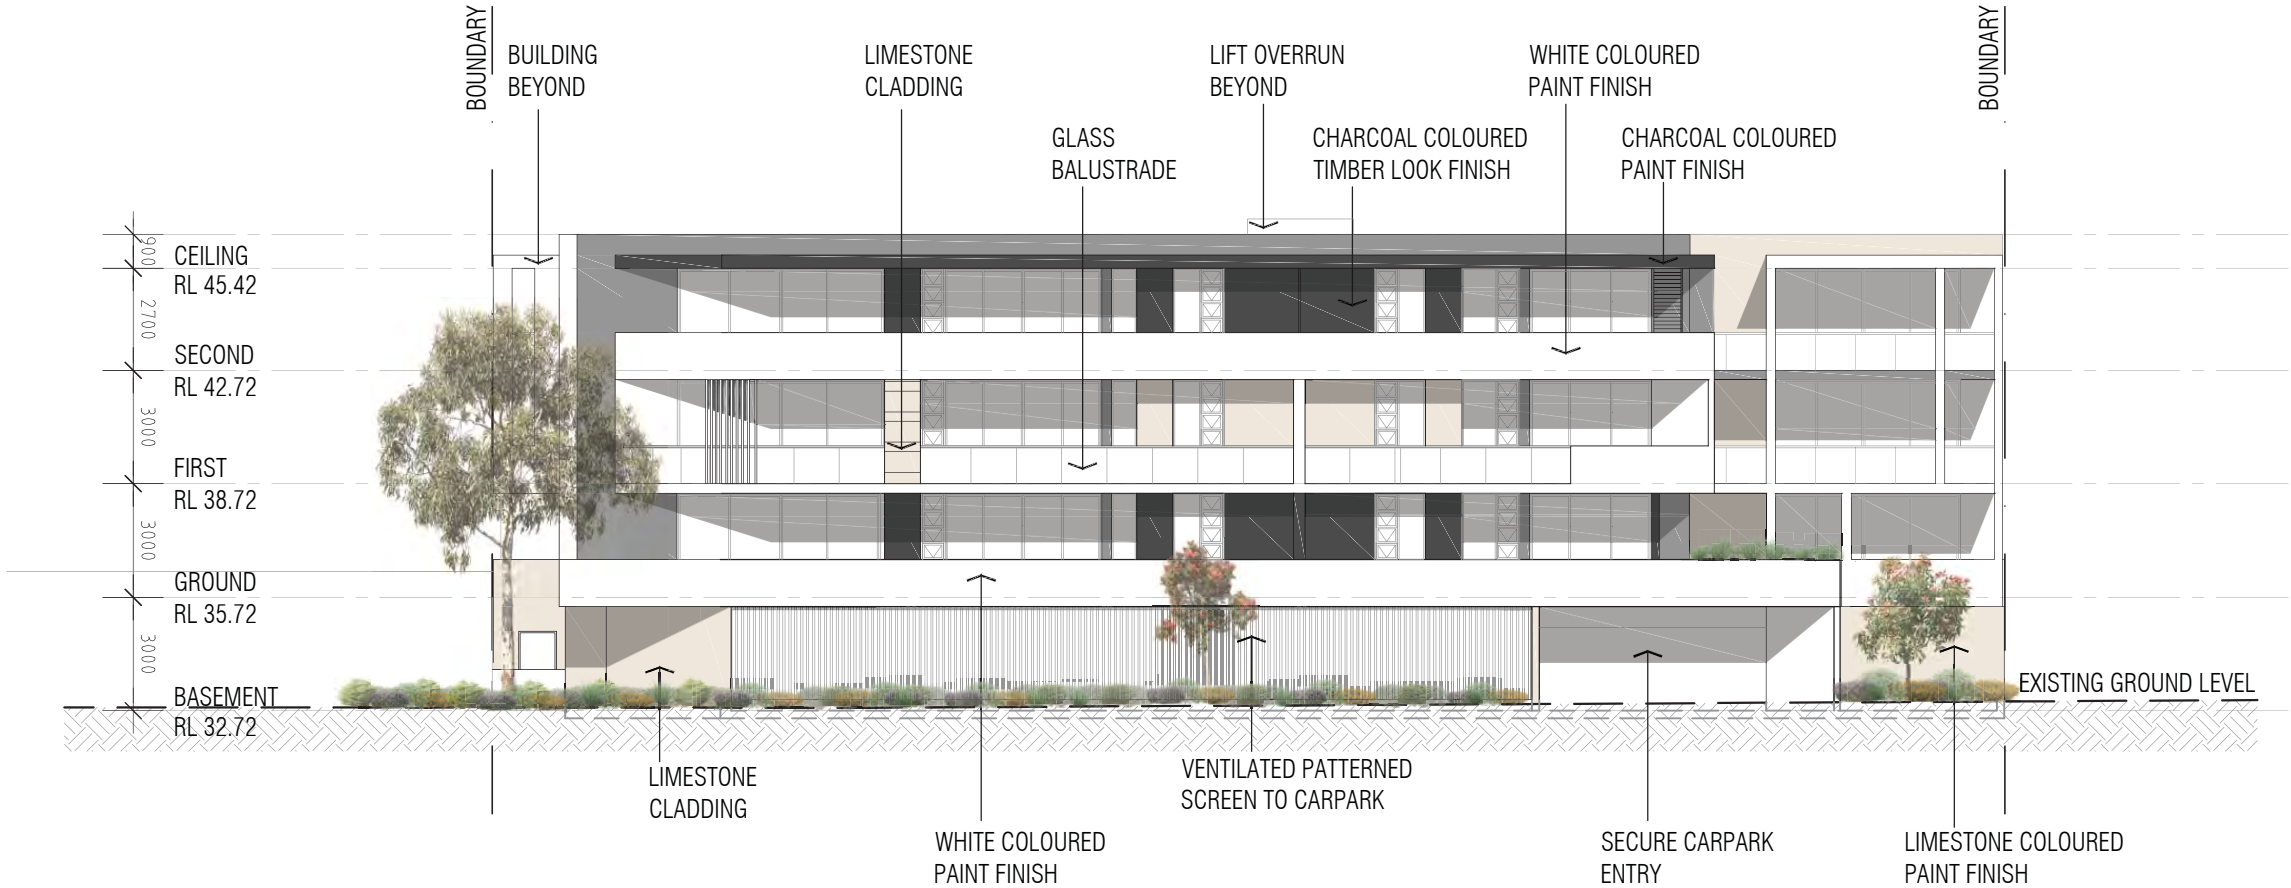 BOUNDARY
BUILDING
BEYOND
LIMESTONE
CLADDING
LIFT OVERRUN
BEYOND
WHITE COLOURED
PAINT FINISH
BOUNDARY
GLASS
BALUSTRADE
CHARCOAL COLOURED
TIMBER LOOK FINISH
CHARCOAL COLOURED
PAINT FINISH
900
CEILING
RL 45.42
2700
SECOND
RL 42.72
3000
FIRST
RL 38.72
3000
GROUND
RL 35.72
3000
BASEMENT
RL 32.72
EXISTING GROUND LEVEL
LIMESTONE
CLADDING
VENTILATED PATTERNED
SCREEN TO CARPARK
WHITE COLOURED
PAINT FINISH
SECURE CARPARK
ENTRY
LIMESTONE COLOURED
PAINT FINISH